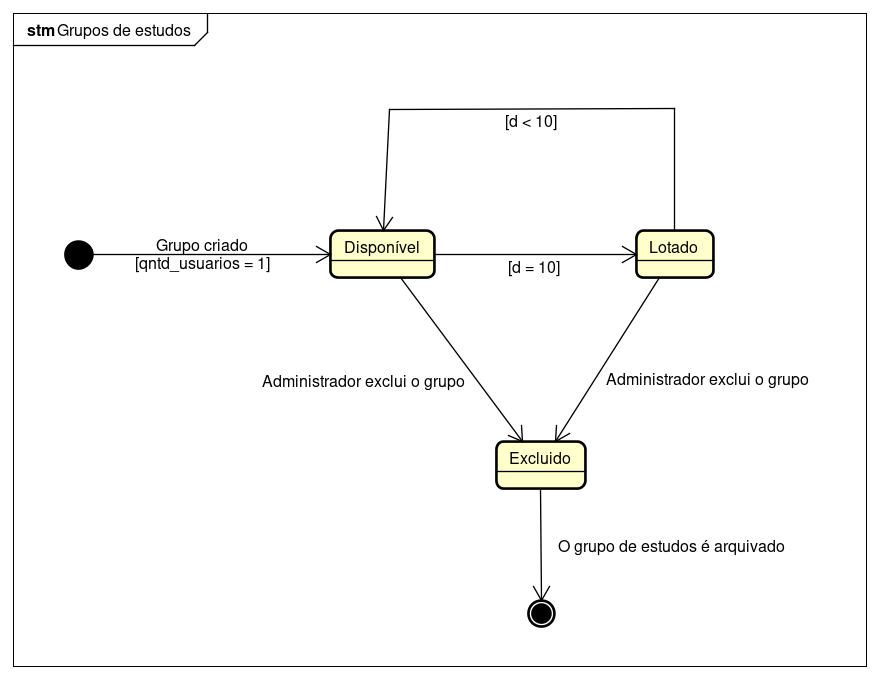 stm Grupos de estudos
[d < 10]
Grupo criado
[qntd_usuarios = 1]
Disponível
[d = 10]
Lotado
Administrador exclui o grupo
Administrador exclui o grupo
Excluido
O grupo de estudos é arquivado